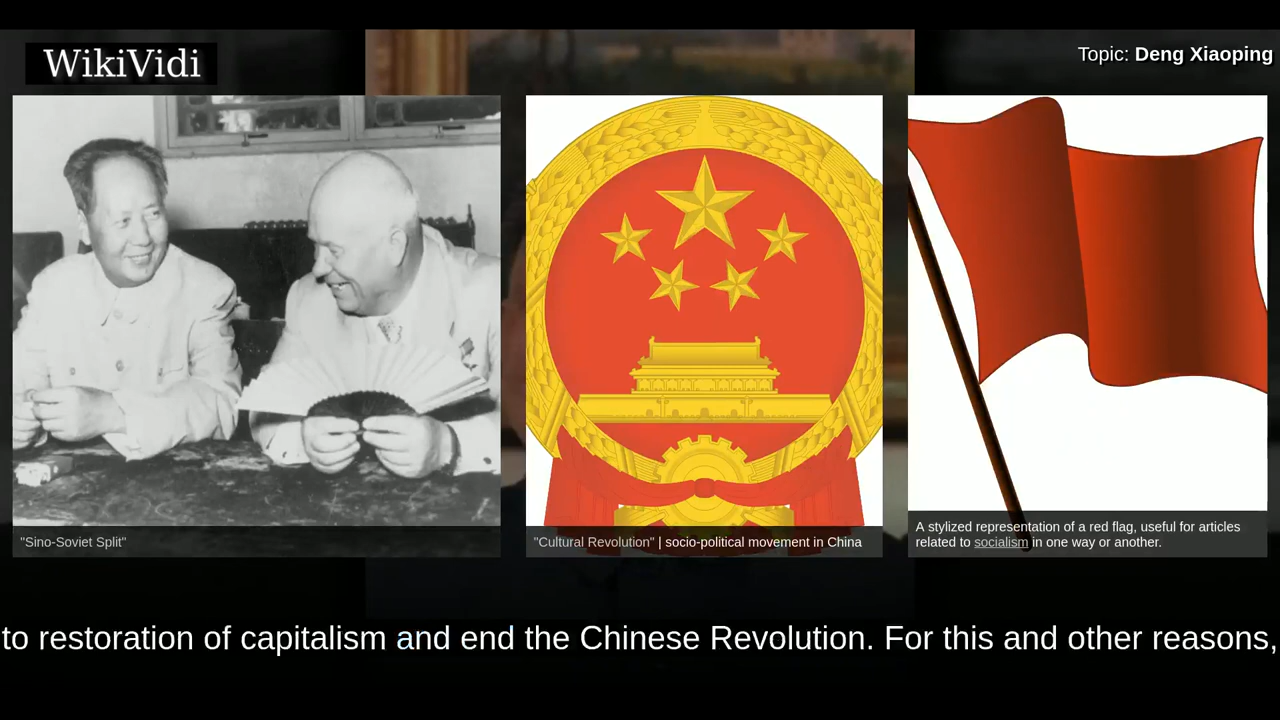 WikiVidi
Topic: Deng Xiaoping
"Sino-Soviet Split"
"Cultural Revolution" | socio-political movement in China
A stylized representation of a red flag, useful for articles
related to socialism in one way or another.
to restoration of capitalism and end the Chinese Revolution. For this and other reasons,